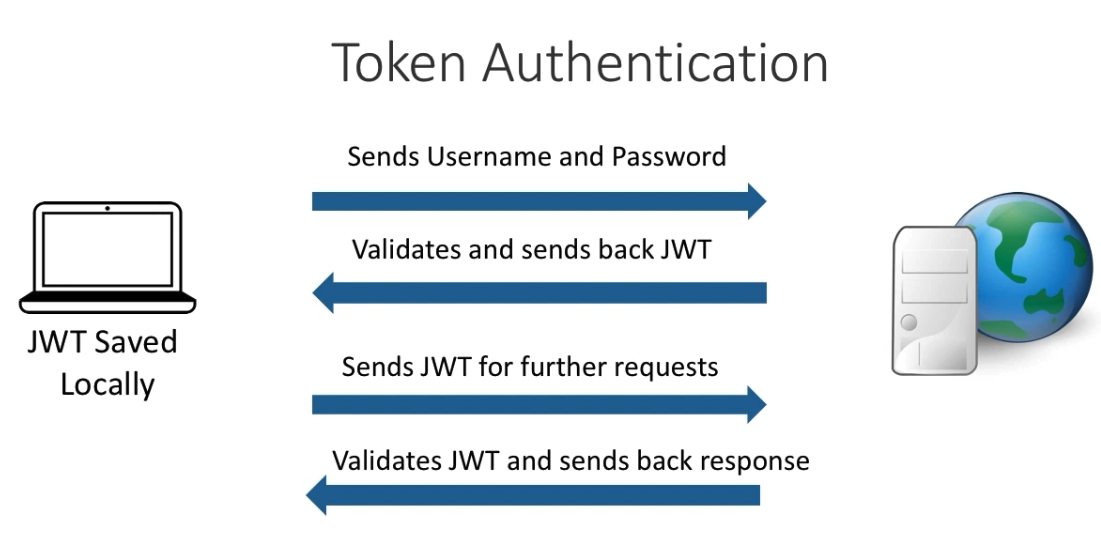 Token Authentication
Sends Username and Password
Validates and sends back JWT
JWT Saved
Locally
Sends JWT for further requests
Validates JWT and sends back response